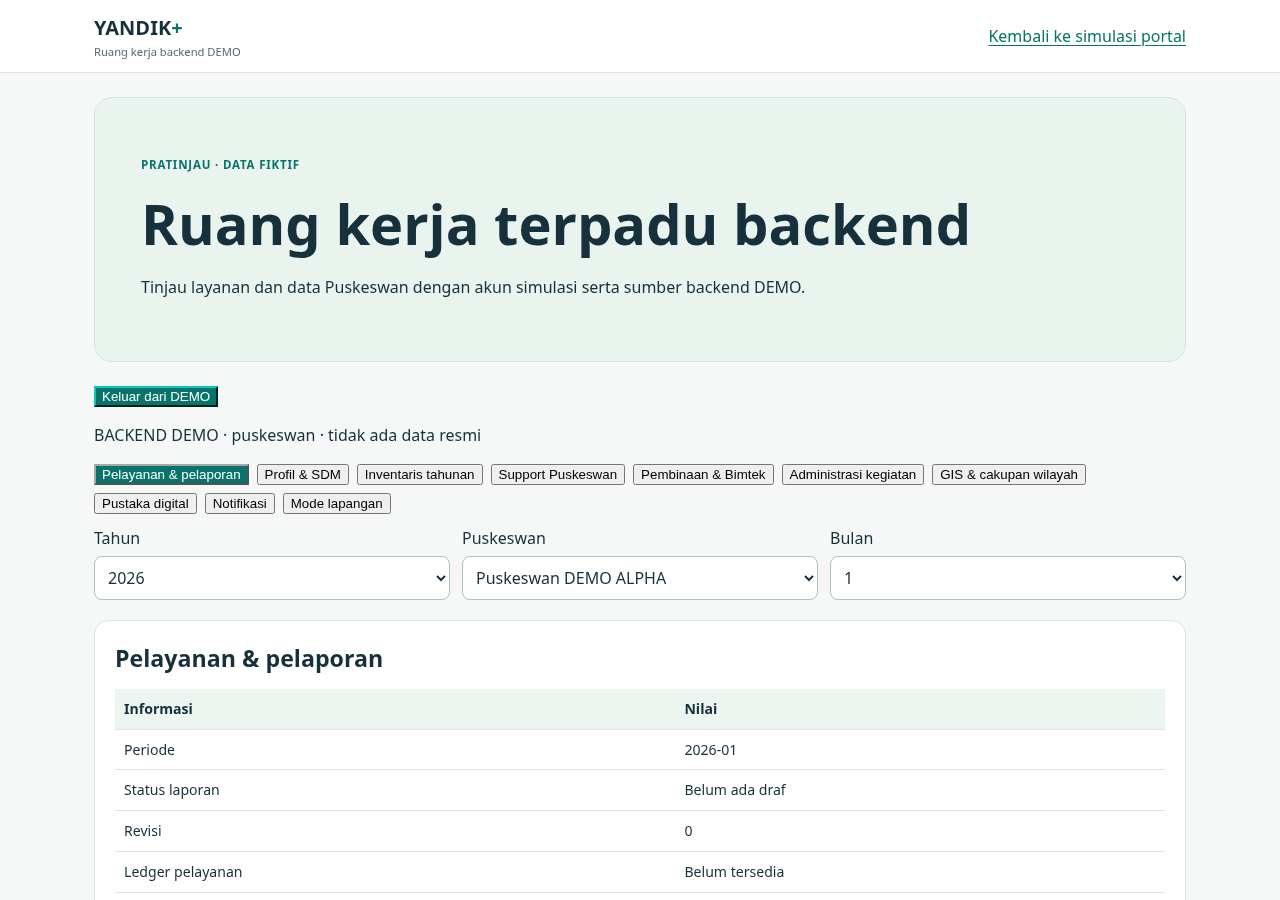 YANDIK+
Ruang kerja backend DEMO
Kembali ke simulasi portal
PRATINJAU · DATA FIKTIF
Ruang kerja terpadu backend
Tinjau layanan dan data Puskeswan dengan akun simulasi serta sumber backend DEMO.
Keluar dari DEMO
BACKEND DEMO · puskeswan · tidak ada data resmi
Pelayanan & pelaporan Profil & SDM Inventaris tahunan Support Puskeswan Pembinaan & Bimtek Administrasi kegiatan GIS & cakupan wilayah
Pustaka digital Notifikasi Mode lapangan
Tahun Puskeswan Bulan
2026 Puskeswan DEMO ALPHA 1
Pelayanan & pelaporan
Informasi Nilai
Periode 2026-01
Status laporan Belum ada draf
Revisi 0
Ledger pelayanan Belum tersedia